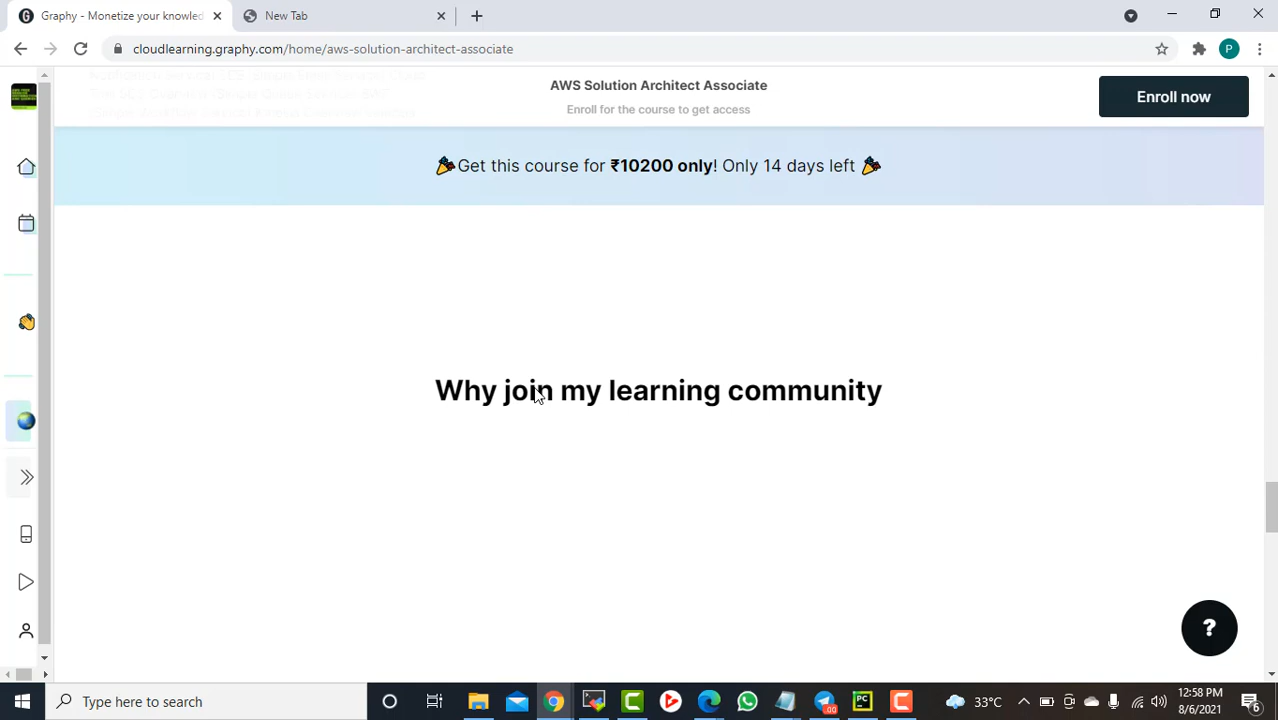 Graphy - Monetize your knowled
New Tab
cloudlearning.graphy.com/home/aws-solution-architect-associate
P
AWS Solution Architect Associate
Enroll for the course to get access
Enroll now
Get this course for ₹10200 only! Only 14 days left
Why join my learning community
?
Type here to search
33°C
12:58 PM
8/6/2021
6